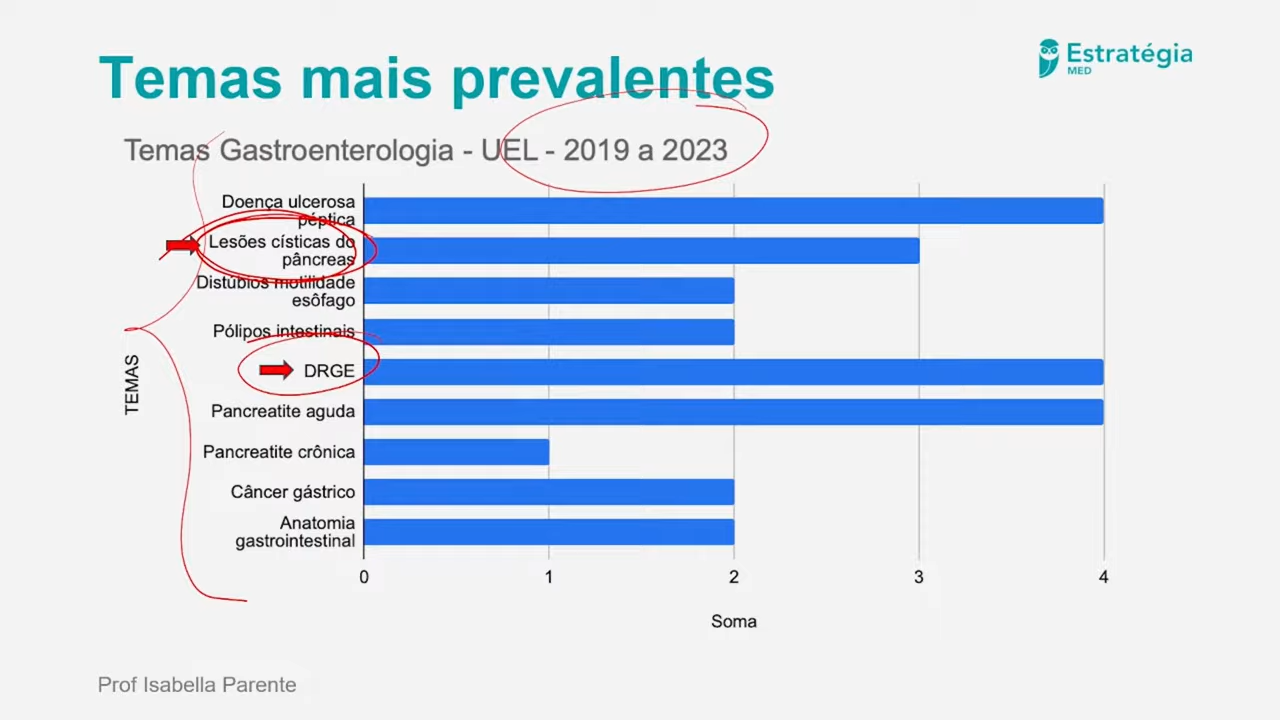 Temas mais prevalentes
Estratégia
MED
Temas Gastroenterologia - UEL - 2019 a 2023
Doença ulcerosa
péptica
Lesões císticas do
pâncreas
Distúbios motilidade
esôfago
Pólipos intestinais
DRGE
Pancreatite aguda
Pancreatite crônica
Câncer gástrico
Anatomia
gastrointestinal
TEMAS
0 1 2 3 4
Soma
Prof Isabella Parente